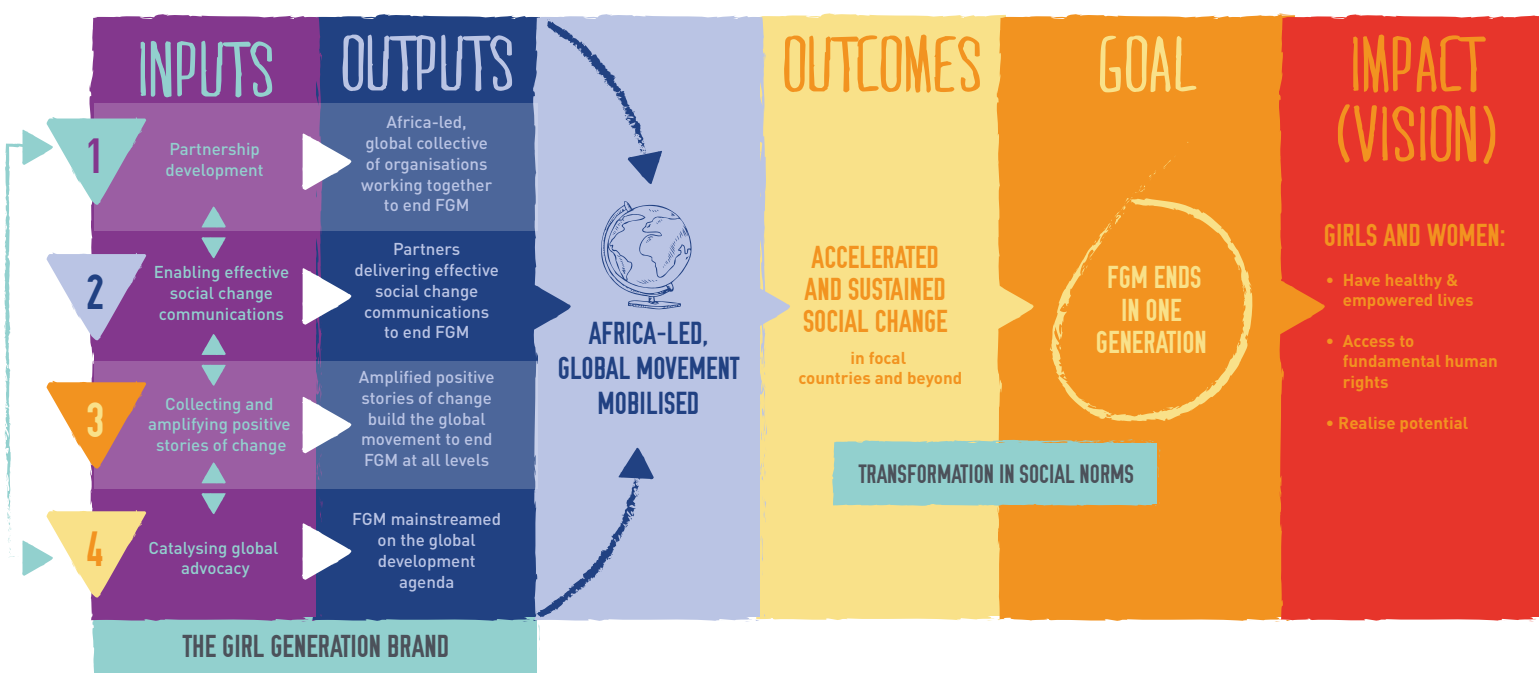 INPUTS
OUTPUTS
OUTCOMES
GOAL
IMPACT
(VISION)
1
Partnership
development
Africa-led,
global collective
of organisations
working together
to end FGM
2
Enabling effective
social change
communications
Partners
delivering effective
social change
communications
to end FGM
3
Collecting and
amplifying positive
stories of change
Amplified positive
stories of change
build the global
movement to end
FGM at all levels
4
Catalysing global
advocacy
FGM mainstreamed
on the global
development
agenda
THE GIRL GENERATION BRAND
AFRICA-LED,
GLOBAL MOVEMENT
MOBILISED
ACCELERATED
AND SUSTAINED
SOCIAL CHANGE
in focal
countries and beyond
FGM ENDS
IN ONE
GENERATION
TRANSFORMATION IN SOCIAL NORMS
GIRLS AND WOMEN:
• Have healthy &
empowered lives
• Access to
fundamental human
rights
• Realise potential